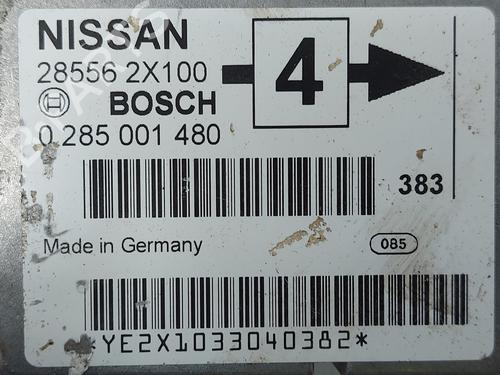 NISSAN
28556 2X100
4
BOSCH
0 285 001 480
383
Made in Germany
085
*YE2X1033040382*